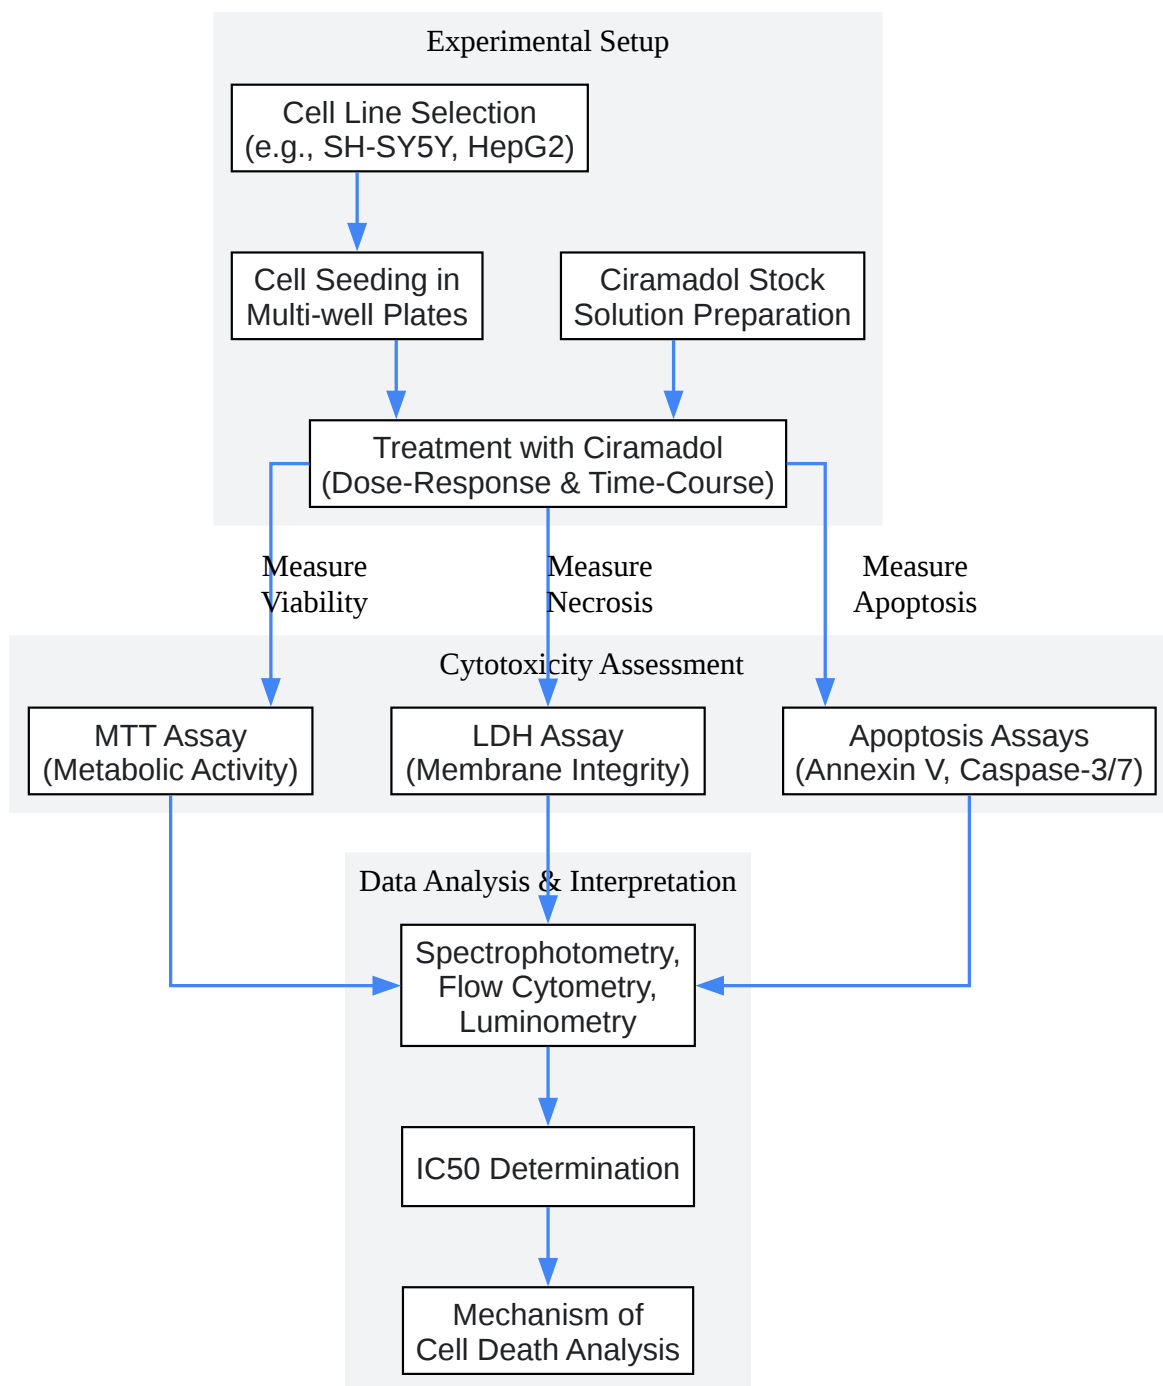 Experimental Setup
Cell Line Selection
(e.g., SH-SY5Y, HepG2)
Cell Seeding in
Multi-well Plates
Ciramadol Stock
Solution Preparation
Treatment with Ciramadol
(Dose-Response & Time-Course)
Measure
Viability
Measure
Necrosis
Measure
Apoptosis
Cytotoxicity Assessment
MTT Assay
(Metabolic Activity)
LDH Assay
(Membrane Integrity)
Apoptosis Assays
(Annexin V, Caspase-3/7)
Data Analysis & Interpretation
Spectrophotometry,
Flow Cytometry,
Luminometry
IC50 Determination
Mechanism of
Cell Death Analysis